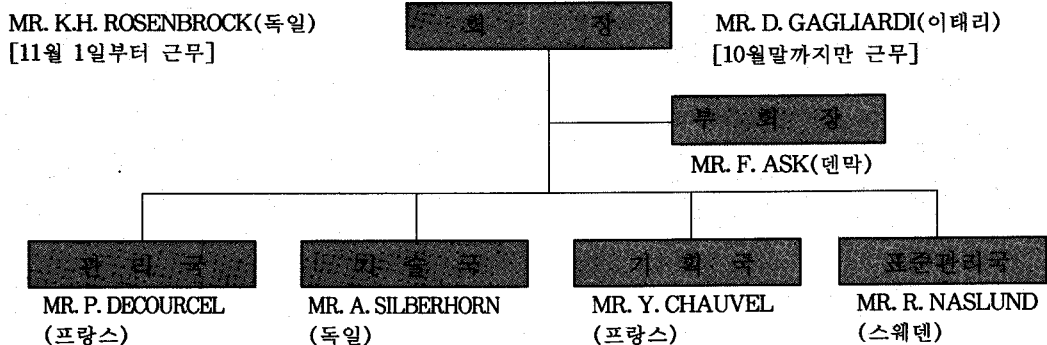 MR. K.H. ROSENBROCK(독일)
[11월 1일부터 근무]
회 장
MR. D. GAGLIARDI(이태리)
[10월말까지만 근무]
부 회 장
MR. F. ASK(덴막)
관 리 국
MR. P. DECOURCEL
(프랑스)
기 술 국
MR. A. SILBERHORN
(독일)
기 획 국
MR. Y. CHAUVEL
(프랑스)
표준관리국
MR. R. NASLUND
(스웨덴)